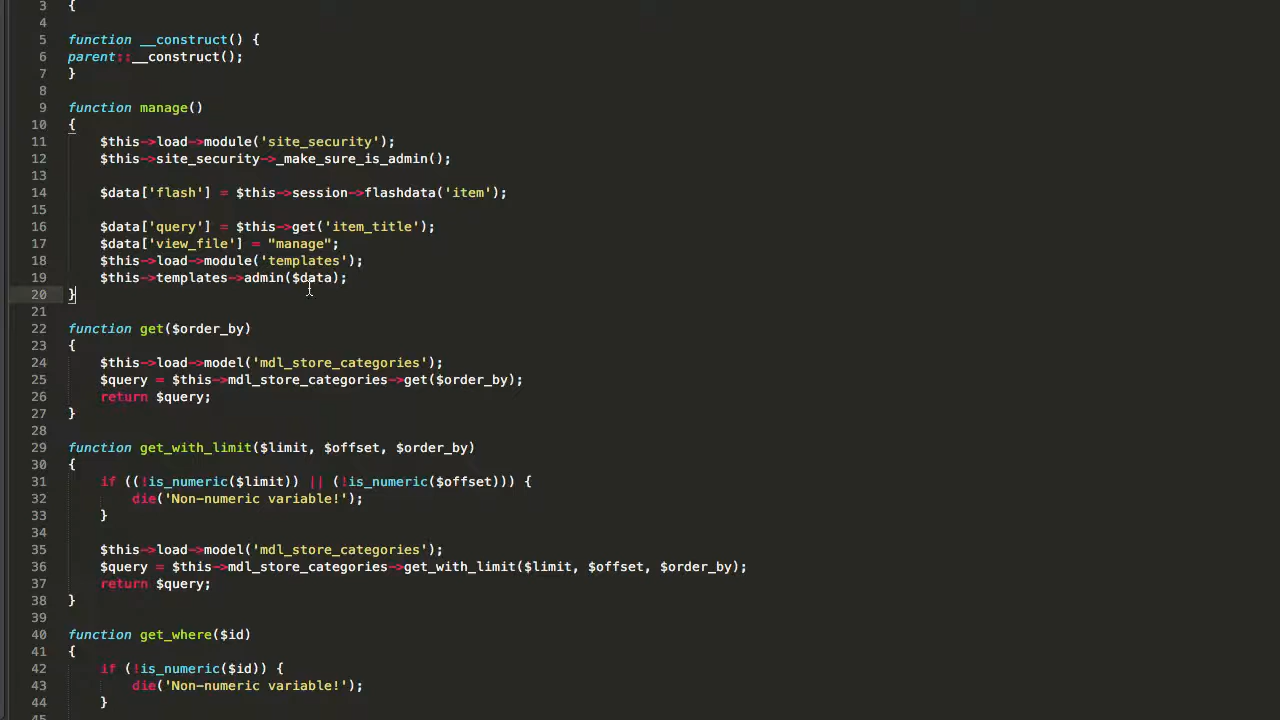 3 {
4
5 function __construct() {
6 parent::__construct();
7 }
8
9 function manage()
10 {
11 $this->load->module('site_security');
12 $this->site_security->_make_sure_is_admin();
13
14 $data['flash'] = $this->session->flashdata('item');
15
16 $data['query'] = $this->get('item_title');
17 $data['view_file'] = "manage";
18 $this->load->module('templates');
19 $this->templates->admin($data);
20 }
21
22 function get($order_by)
23 {
24 $this->load->model('mdl_store_categories');
25 $query = $this->mdl_store_categories->get($order_by);
26 return $query;
27 }
28
29 function get_with_limit($limit, $offset, $order_by)
30 {
31 if ((!is_numeric($limit)) || (!is_numeric($offset))) {
32 die('Non-numeric variable!');
33 }
34
35 $this->load->model('mdl_store_categories');
36 $query = $this->mdl_store_categories->get_with_limit($limit, $offset, $order_by);
37 return $query;
38 }
39
40 function get_where($id)
41 {
42 if (!is_numeric($id)) {
43 die('Non-numeric variable!');
44 }
45